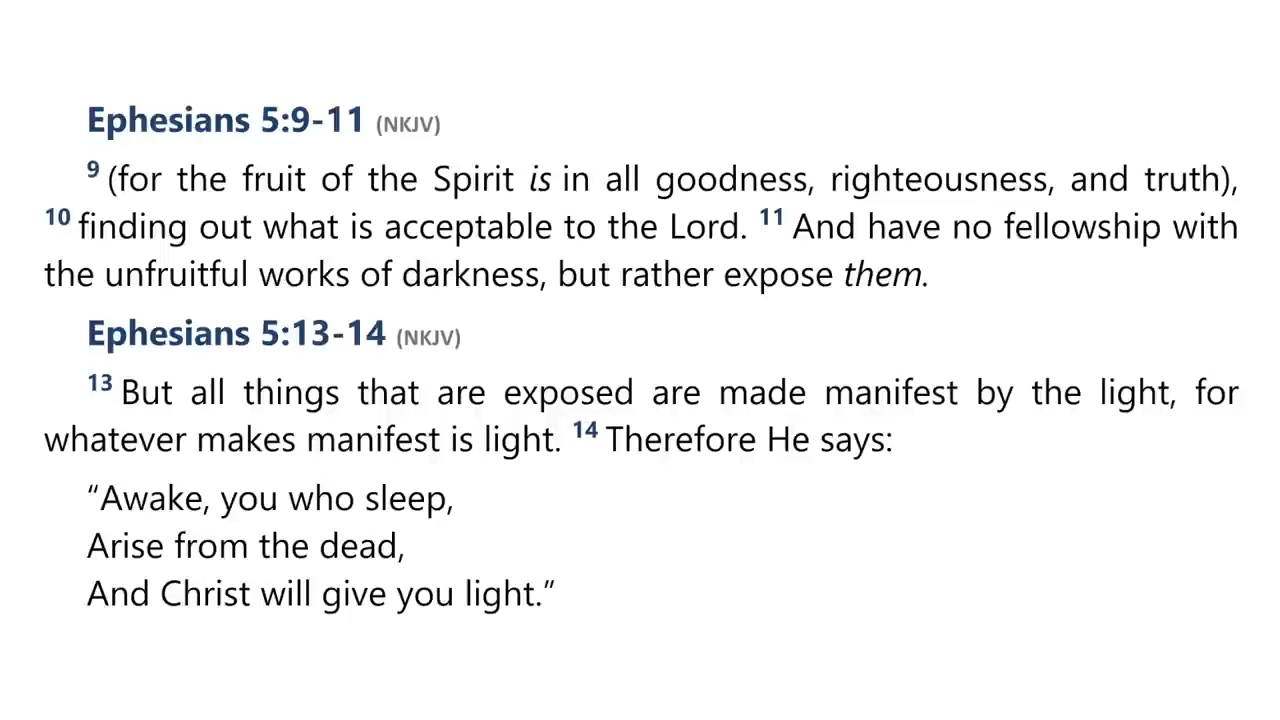 Ephesians 5:9-11 (NKJV)
9 (for the fruit of the Spirit is in all goodness, righteousness, and truth),
10 finding out what is acceptable to the Lord. 11 And have no fellowship with
the unfruitful works of darkness, but rather expose them.
Ephesians 5:13-14 (NKJV)
13 But all things that are exposed are made manifest by the light, for
whatever makes manifest is light. 14 Therefore He says:
“Awake, you who sleep,
Arise from the dead,
And Christ will give you light.”